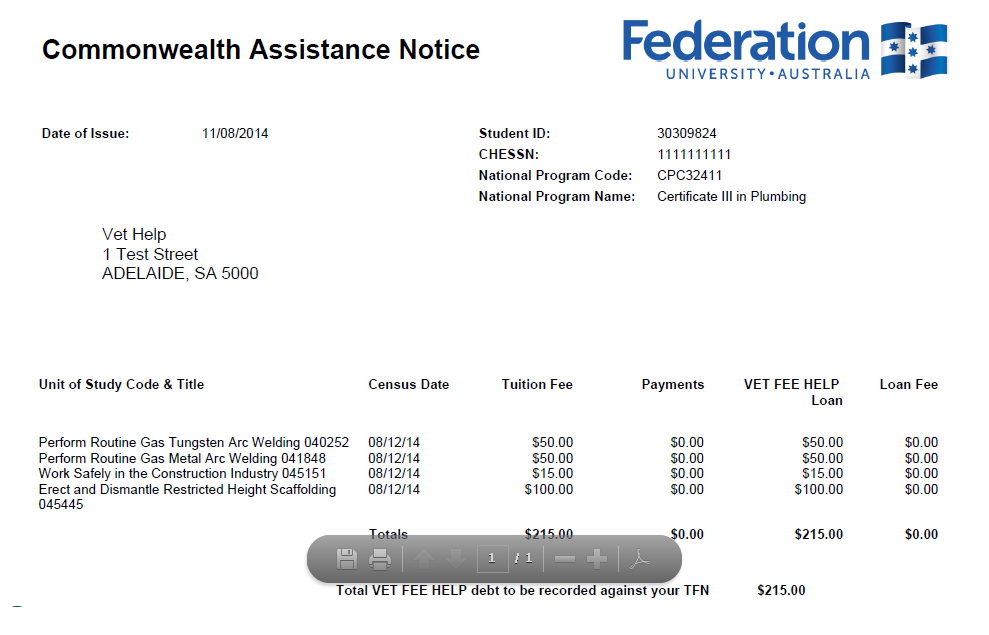 Commonwealth Assistance Notice
Federation
UNIVERSITY•AUSTRALIA
Date of Issue: 11/08/2014
Student ID: 30309824
CHESSN: 1111111111
National Program Code: CPC32411
National Program Name: Certificate III in Plumbing
Vet Help
1 Test Street
ADELAIDE, SA 5000
Unit of Study Code & Title Census Date Tuition Fee Payments VET FEE HELP Loan Fee
Loan
Perform Routine Gas Tungsten Arc Welding 040252 08/12/14 $50.00 $0.00 $50.00 $0.00
Perform Routine Gas Metal Arc Welding 041848 08/12/14 $50.00 $0.00 $50.00 $0.00
Work Safely in the Construction Industry 045151 08/12/14 $15.00 $0.00 $15.00 $0.00
Erect and Dismantle Restricted Height Scaffolding 08/12/14 $100.00 $0.00 $100.00 $0.00
045445
Totals $215.00 $0.00 $215.00 $0.00
1 / 1
Total VET FEE HELP debt to be recorded against your TFN $215.00